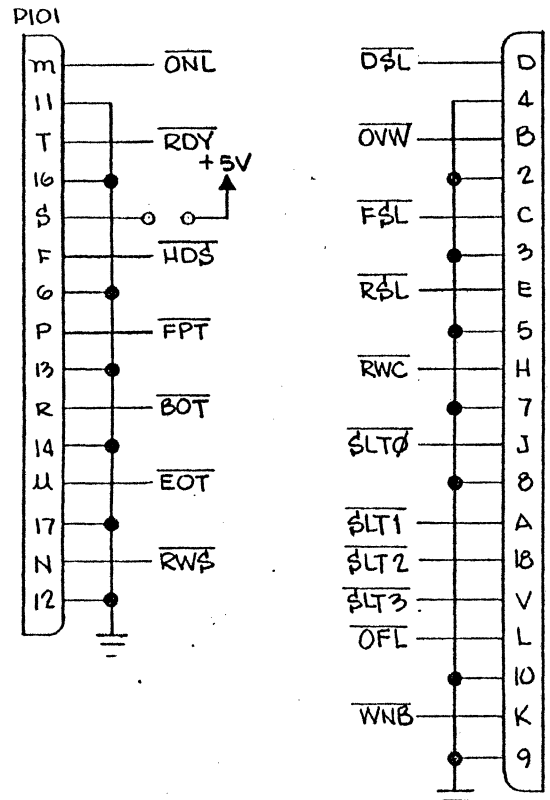 P101
m ONL
11
T RDY
+5V
16
S
F HDS
6
P FPT
13
R BOT
14
U EOT
17
N RWS
12
DSL D
4
OVW B
2
FSL C
3
RSL E
5
RWC H
7
SLTØ J
8
SLT1 A
SLT2 18
SLT3 V
OFL L
10
WNB K
9